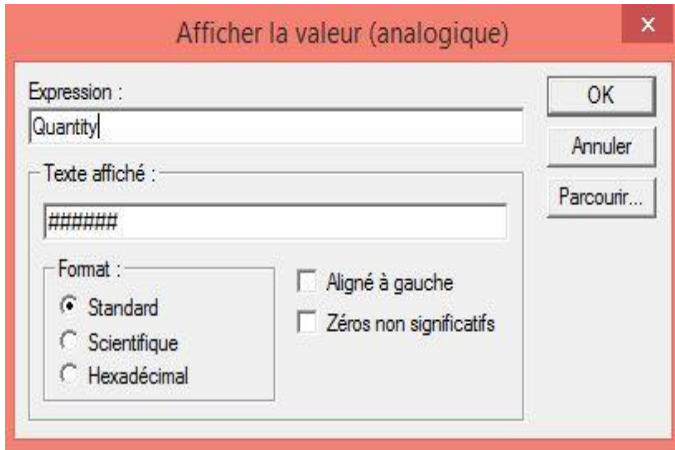 Afficher la valeur (analogique)
x
Expression :
OK
Quantity
Annuler
Texte affiché :
Parcourir...
######
Format :
Aligné à gauche
Standard
Zéros non significatifs
Scientifique
Hexadécimal